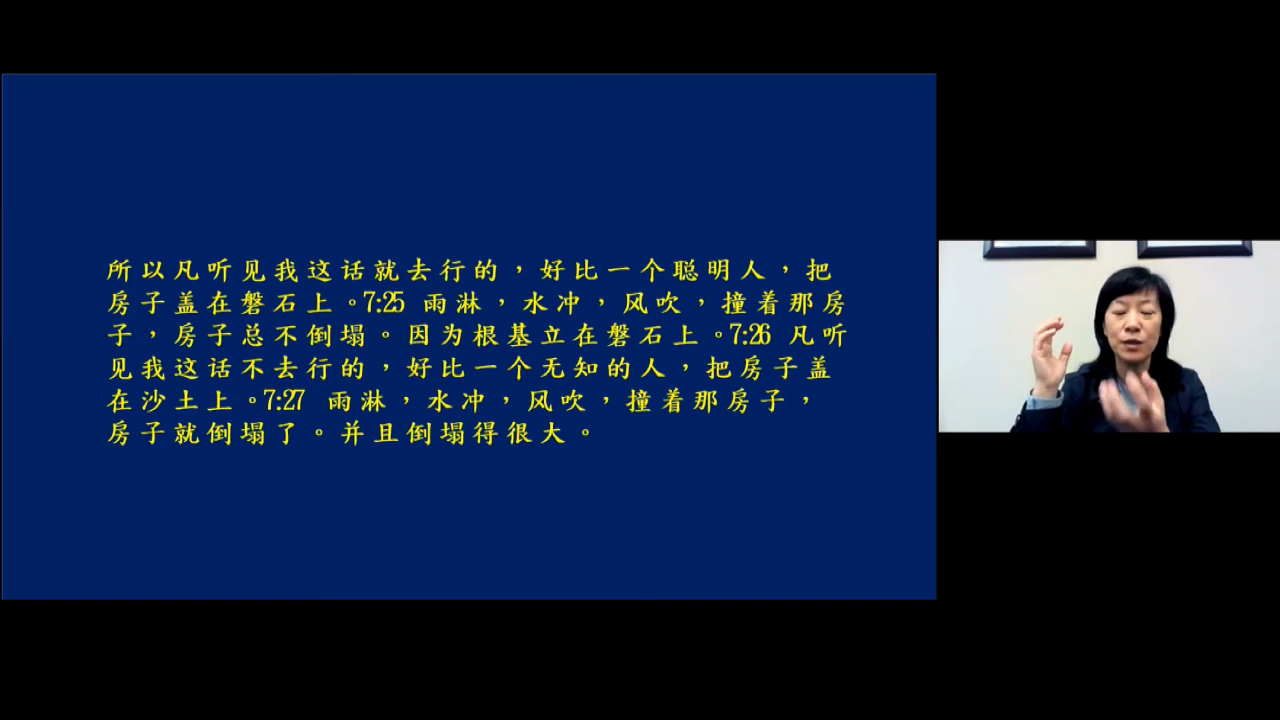 所以凡听见我这话就去行的，好比一个聪明人，把
房子盖在磐石上。7:25 雨淋，水冲，风吹，撞着那房
子，房子总不倒塌。因为根基立在磐石上。7:26 凡听
见我这话不去行的，好比一个无知的人，把房子盖
在沙土上。7:27 雨淋，水冲，风吹，撞着那房子，
房子就倒塌了。并且倒塌得很大。